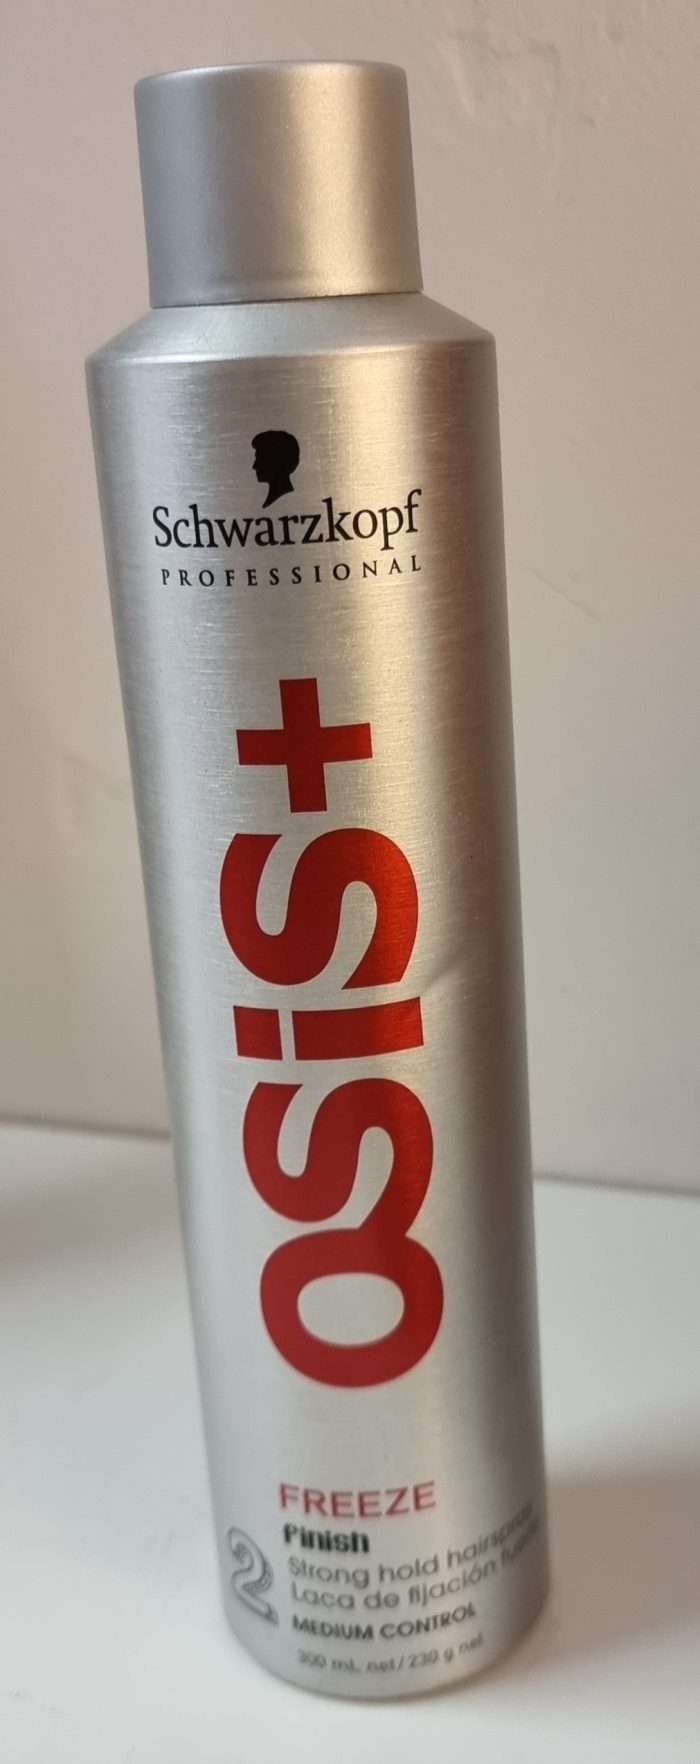 Schwarzkopf
PROFESSIONAL
OSiS+
FREEZE
finish
2
Strong hold hairspray
Laca de fijación fuerte
MEDIUM CONTROL
300 mL net/230 g net